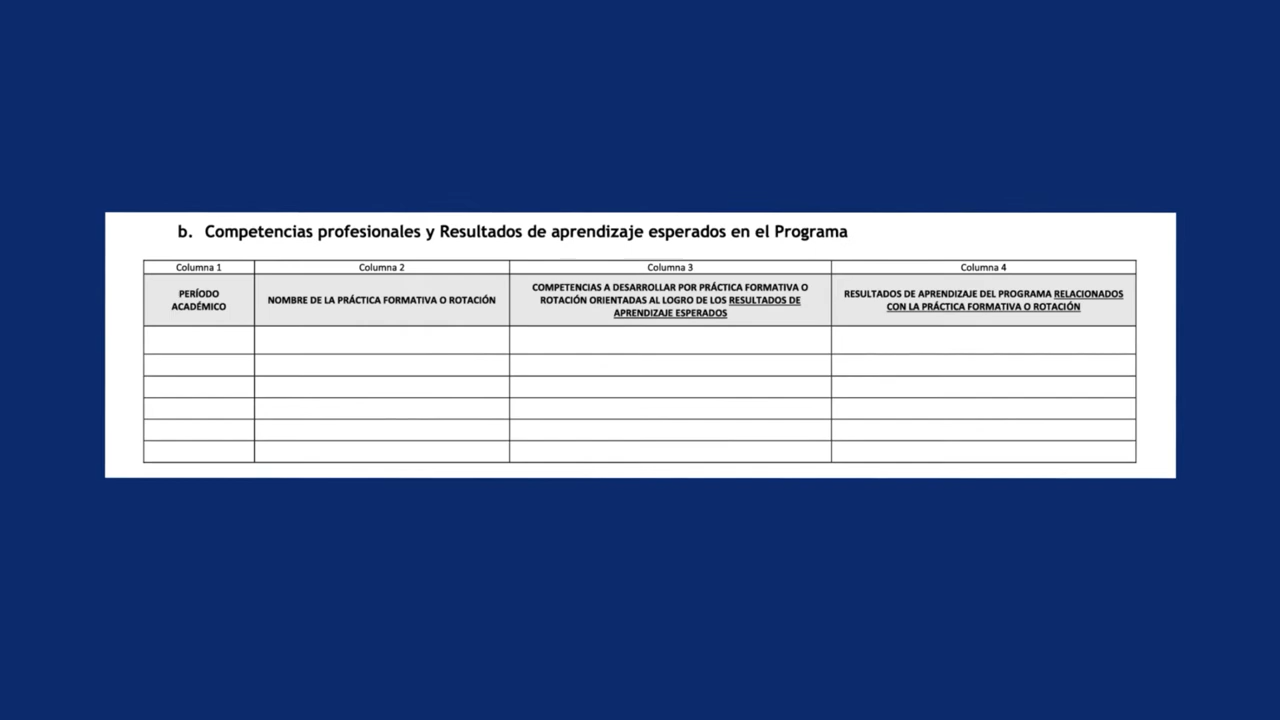 b. Competencias profesionales y Resultados de aprendizaje esperados en el Programa
Columna 1
Columna 2
Columna 3
Columna 4
PERÍODO
ACADÉMICO
NOMBRE DE LA PRÁCTICA FORMATIVA O ROTACIÓN
COMPETENCIAS A DESARROLLAR POR PRÁCTICA FORMATIVA O
ROTACIÓN ORIENTADAS AL LOGRO DE LOS RESULTADOS DE
APRENDIZAJE ESPERADOS
RESULTADOS DE APRENDIZAJE DEL PROGRAMA RELACIONADOS
CON LA PRÁCTICA FORMATIVA O ROTACIÓN